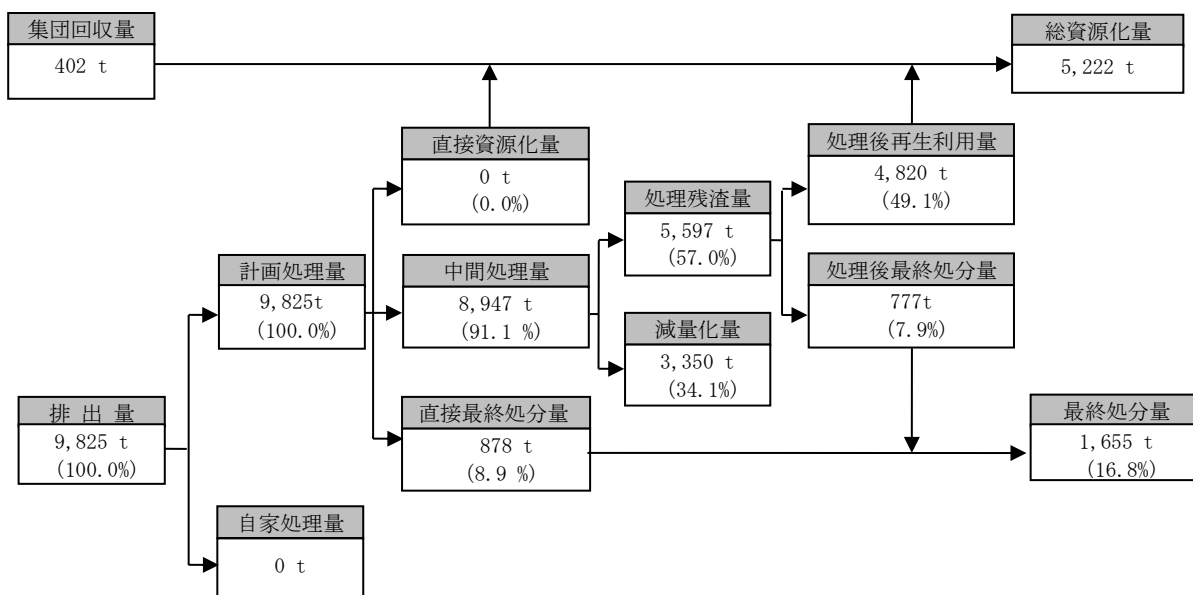 集団回収量
402 t
総資源化量
5,222 t
直接資源化量
0 t
(0.0%)
処理後再生利用量
4,820 t
(49.1%)
処理残渣量
5,597 t
(57.0%)
計画処理量
9,825t
(100.0%)
中間処理量
8,947 t
(91.1 %)
処理後最終処分量
777t
(7.9%)
減量化量
3,350 t
(34.1%)
排 出 量
9,825 t
(100.0%)
直接最終処分量
878 t
(8.9 %)
最終処分量
1,655 t
(16.8%)
自家処理量
0 t